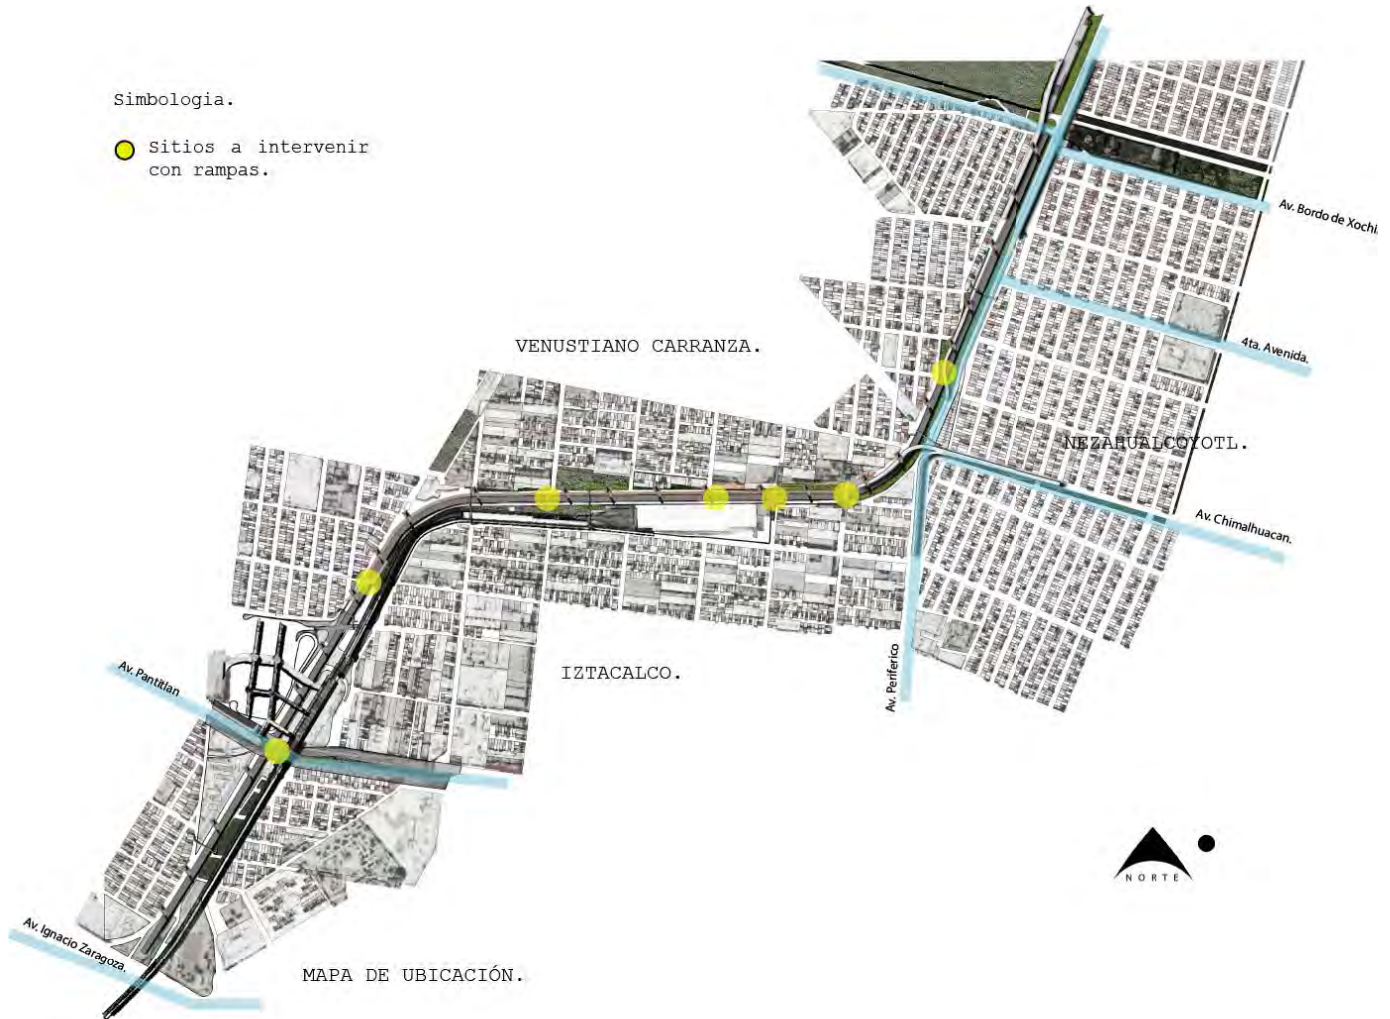 Simbologia.
Sitios a intervenir
con rampas.
Av. Bordo de Xochi
4ta. Avenida.
VENUSTIANO CARRANZA.
NEZAHUALCOYOTL.
Av. Chimalhuacan.
IZTACALCO.
Av. Periferico
Av. Pantitlan
NORTE
Av. Ignacio Zaragoza.
MAPA DE UBICACIÓN.